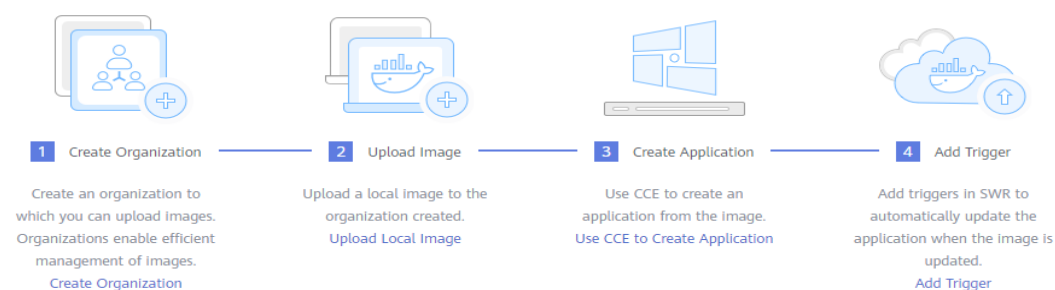 1 Create Organization
Create an organization to
which you can upload images.
Organizations enable efficient
management of images.
Create Organization
2 Upload Image
Upload a local image to the
organization created.
Upload Local Image
3 Create Application
Use CCE to create an
application from the image.
Use CCE to Create Application
4 Add Trigger
Add triggers in SWR to
automatically update the
application when the image is
updated.
Add Trigger